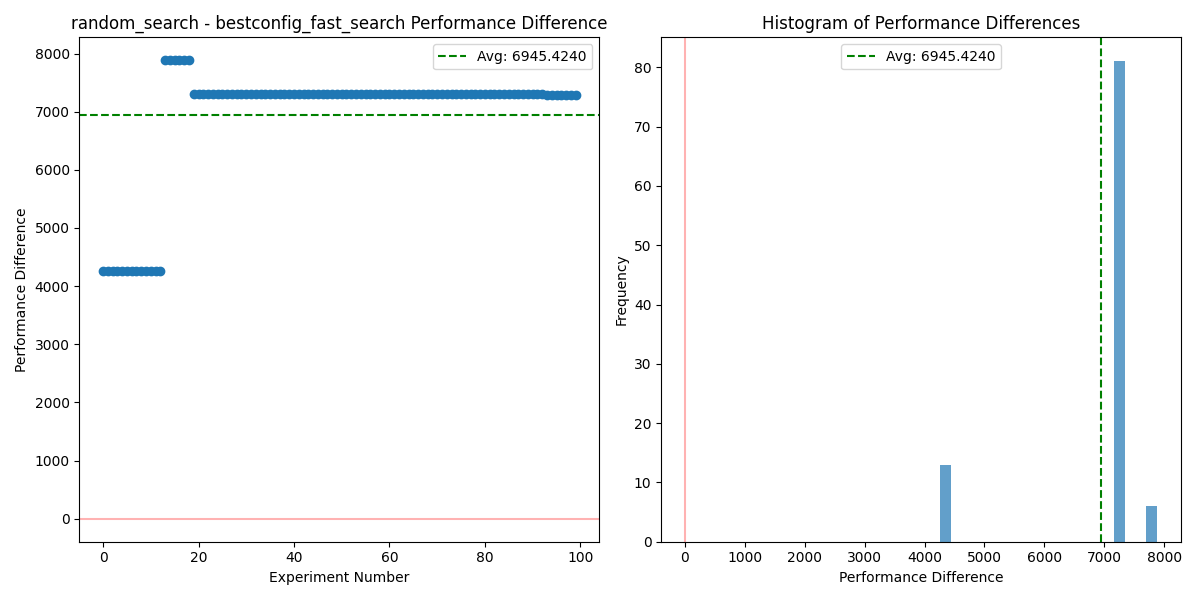 random_search - bestconfig_fast_search Performance Difference
Avg: 6945.4240
8000
7000
6000
5000
4000
3000
2000
1000
0
Performance Difference
0 20 40 60 80 100
Experiment Number
Histogram of Performance Differences
Avg: 6945.4240
80
70
60
50
40
30
20
10
0
Frequency
0 1000 2000 3000 4000 5000 6000 7000 8000
Performance Difference